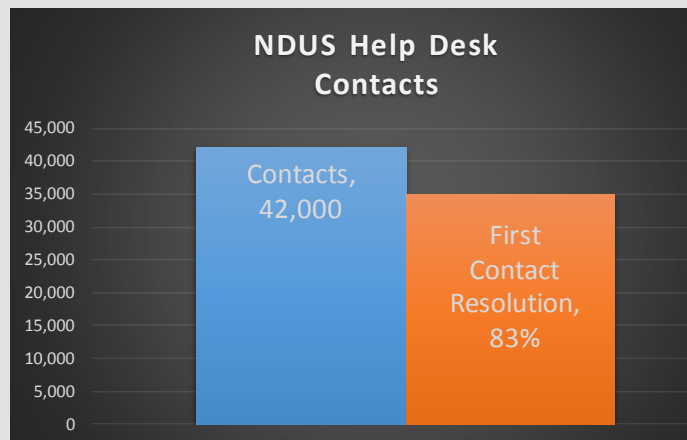 NDUS Help Desk
Contacts
45,000
40,000
35,000
30,000
25,000
20,000
15,000
10,000
5,000
0
Contacts,
42,000
First
Contact
Resolution,
83%